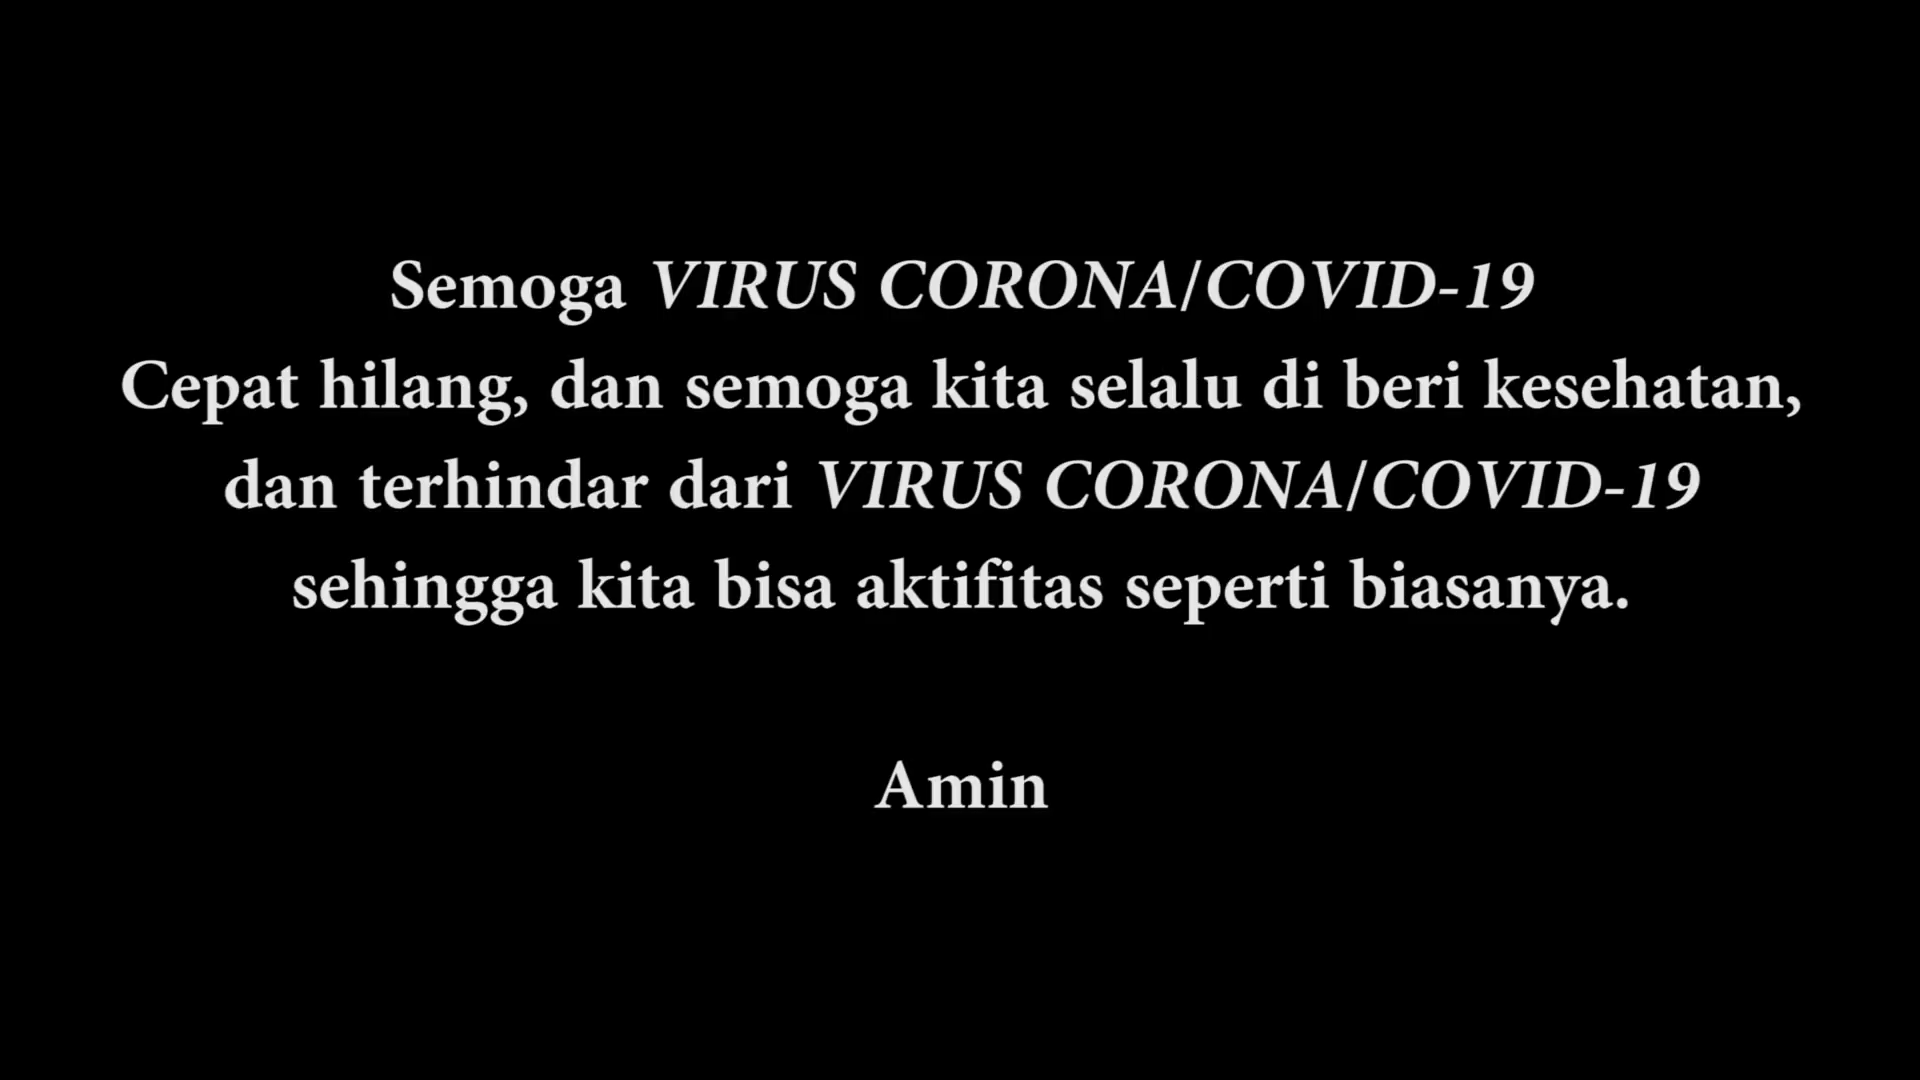 Semoga VIRUS CORONA/COVID-19
Cepat hilang, dan semoga kita selalu di beri kesehatan,
dan terhindar dari VIRUS CORONA/COVID-19
sehingga kita bisa aktifitas seperti biasanya.
Amin